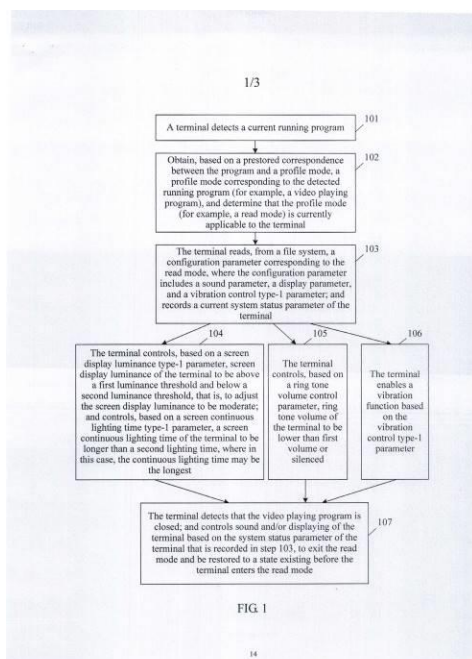 1/3
101
A terminal detects a current running program
102
Obtain, based on a prestored correspondence
between the program and a profile mode, a
profile mode corresponding to the detected
running program (for example, a video playing
program), and determine that the profile mode
(for example, a read mode) is currently
applicable to the terminal
103
The terminal reads, from a file system, a
configuration parameter corresponding to the
read mode, where the configuration parameter
includes a sound parameter, a display parameter,
and a vibration control type-1 parameter; and
records a current system status parameter of the
terminal
104
The terminal controls, based on a screen
display luminance type-1 parameter, screen
display luminance of the terminal to be above
a first luminance threshold and below a
second luminance threshold, that is, to adjust
the screen display luminance to be moderate;
and controls, based on a screen continuous
lighting time type-1 parameter, a screen
continuous lighting time of the terminal to be
longer than a second lighting time, where in
this case, the continuous lighting time may be
the longest
105
The terminal
controls, based on
a ring tone
volume control
parameter, ring
tone volume of
the terminal to be
lower than first
volume or
silenced
106
The terminal
enables a
vibration
function based
on the
vibration
control type-1
parameter
107
The terminal detects that the video playing program is
closed; and controls sound and/or displaying of the
terminal based on the system status parameter of the
terminal that is recorded in step 103, to exit the read
mode and be restored to a state existing before the
terminal enters the read mode
FIG. 1
14